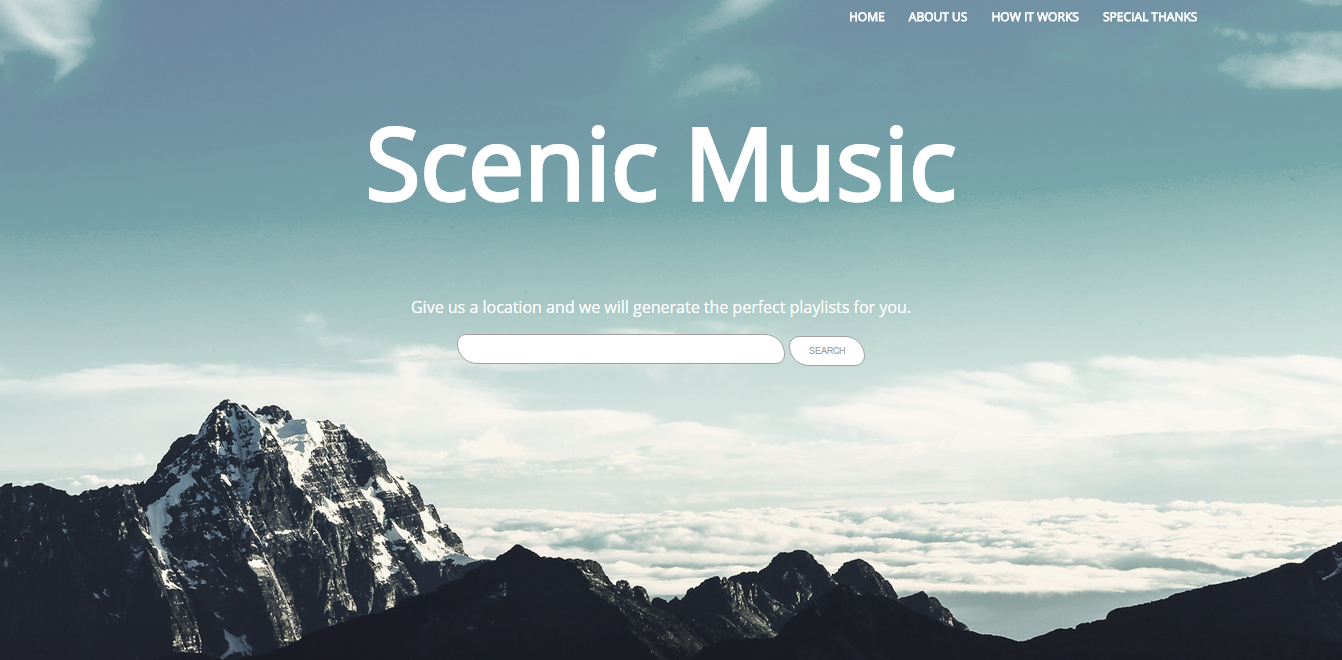 HOME ABOUT US HOW IT WORKS SPECIAL THANKS
Scenic Music
Give us a location and we will generate the perfect playlists for you.
SEARCH